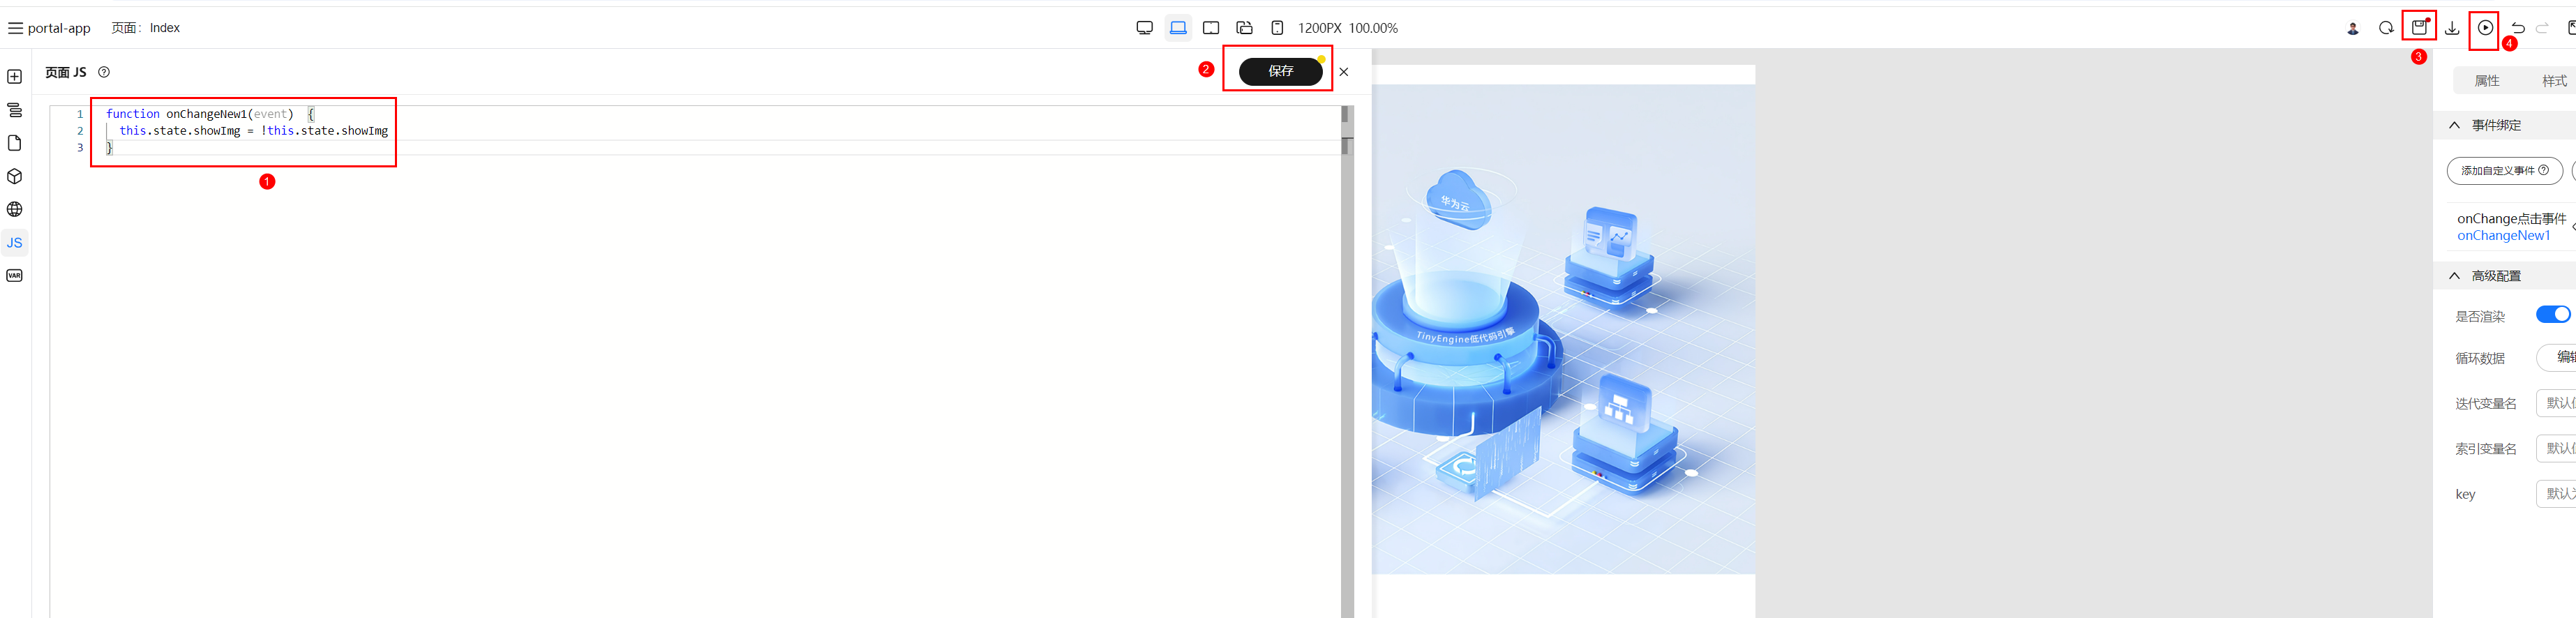 portal-app 页面： Index 1200PX 100.00%
4
3
页面 JS
2
保存
属性 样式
1 function onChangeNew1(event) {
2 this.state.showImg = !this.state.showImg
3 }
1
事件绑定
添加自定义事件
华为云
onChange点击事件
onChangeNew1
JS
VAR
高级配置
是否渲染
TinyEngine低代码引擎
循环数据
迭代变量名 默认
索引变量名 默认
key 默认